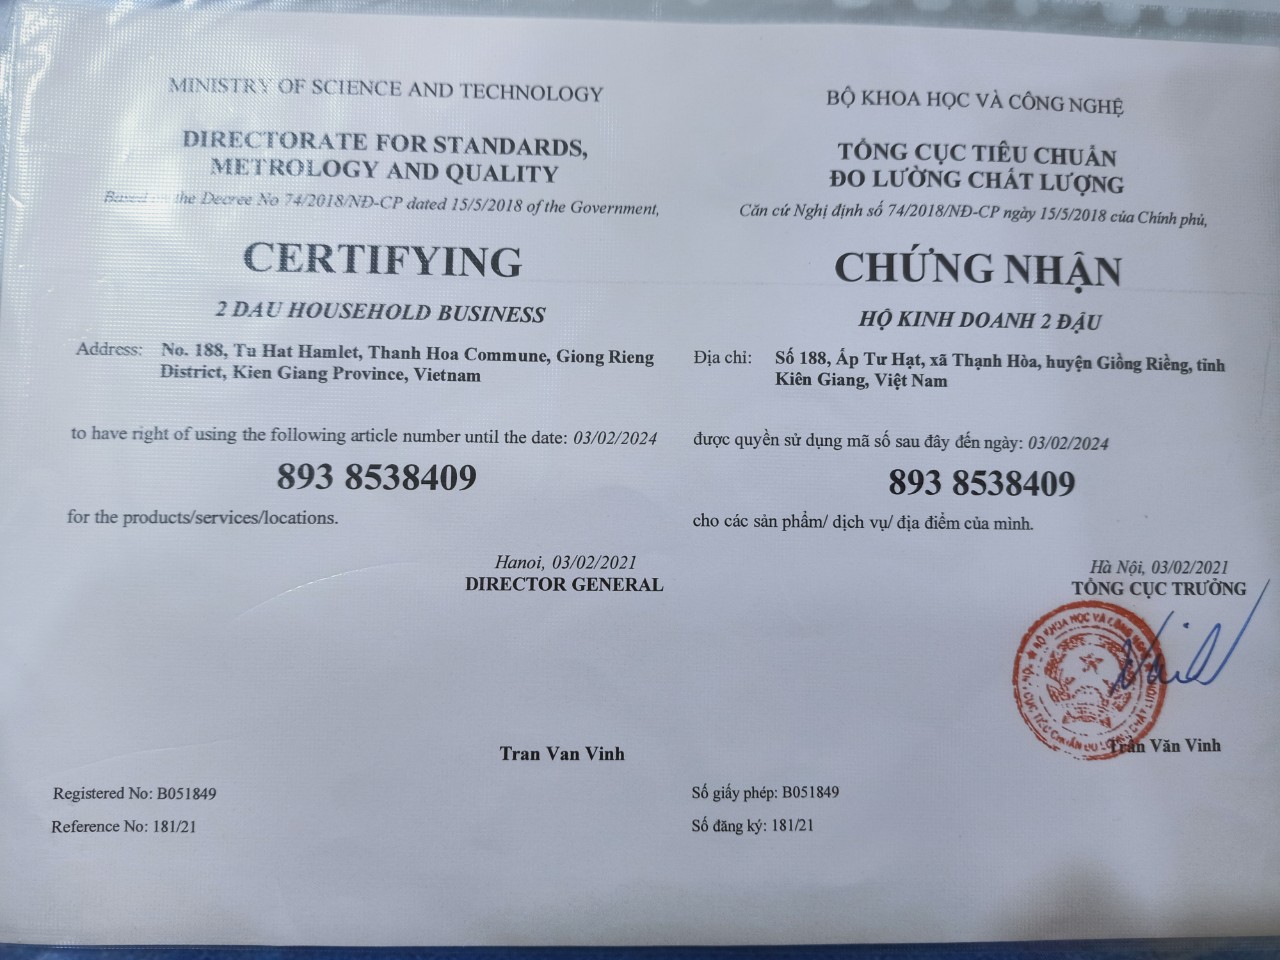 MINISTRY OF SCIENCE AND TECHNOLOGY
DIRECTORATE FOR STANDARDS,
METROLOGY AND QUALITY
Based the Decree No 74/2018/NĐ-CP dated 15/5/2018 of the Government,
CERTIFYING
2 DAU HOUSEHOLD BUSINESS
Address: No. 188, Tu Hat Hamlet, Thanh Hoa Commune, Giong Rieng
District, Kien Giang Province, Vietnam
to have right of using the following article number until the date: 03/02/2024
893 8538409
for the products/services/locations.
Hanoi, 03/02/2021
DIRECTOR GENERAL
Tran Van Vinh
Registered No: B051849
Reference No: 181/21
BỘ KHOA HỌC VÀ CÔNG NGHỆ
TỔNG CỤC TIÊU CHUẨN
ĐO LƯỜNG CHẤT LƯỢNG
Căn cứ Nghị định số 74/2018/NĐ-CP ngày 15/5/2018 của Chính phủ,
CHỨNG NHẬN
HỘ KINH DOANH 2 ĐẬU
Địa chỉ: Số 188, Ấp Tư Hạt, xã Thạnh Hòa, huyện Giồng Riềng, tỉnh
Kiên Giang, Việt Nam
được quyền sử dụng mã số sau đây đến ngày: 03/02/2024
893 8538409
cho các sản phẩm/ dịch vụ/ địa điểm của mình.
Hà Nội, 03/02/2021
TỔNG CỤC TRƯỞNG
Trần Văn Vinh
Số giấy phép: B051849
Số đăng ký: 181/21